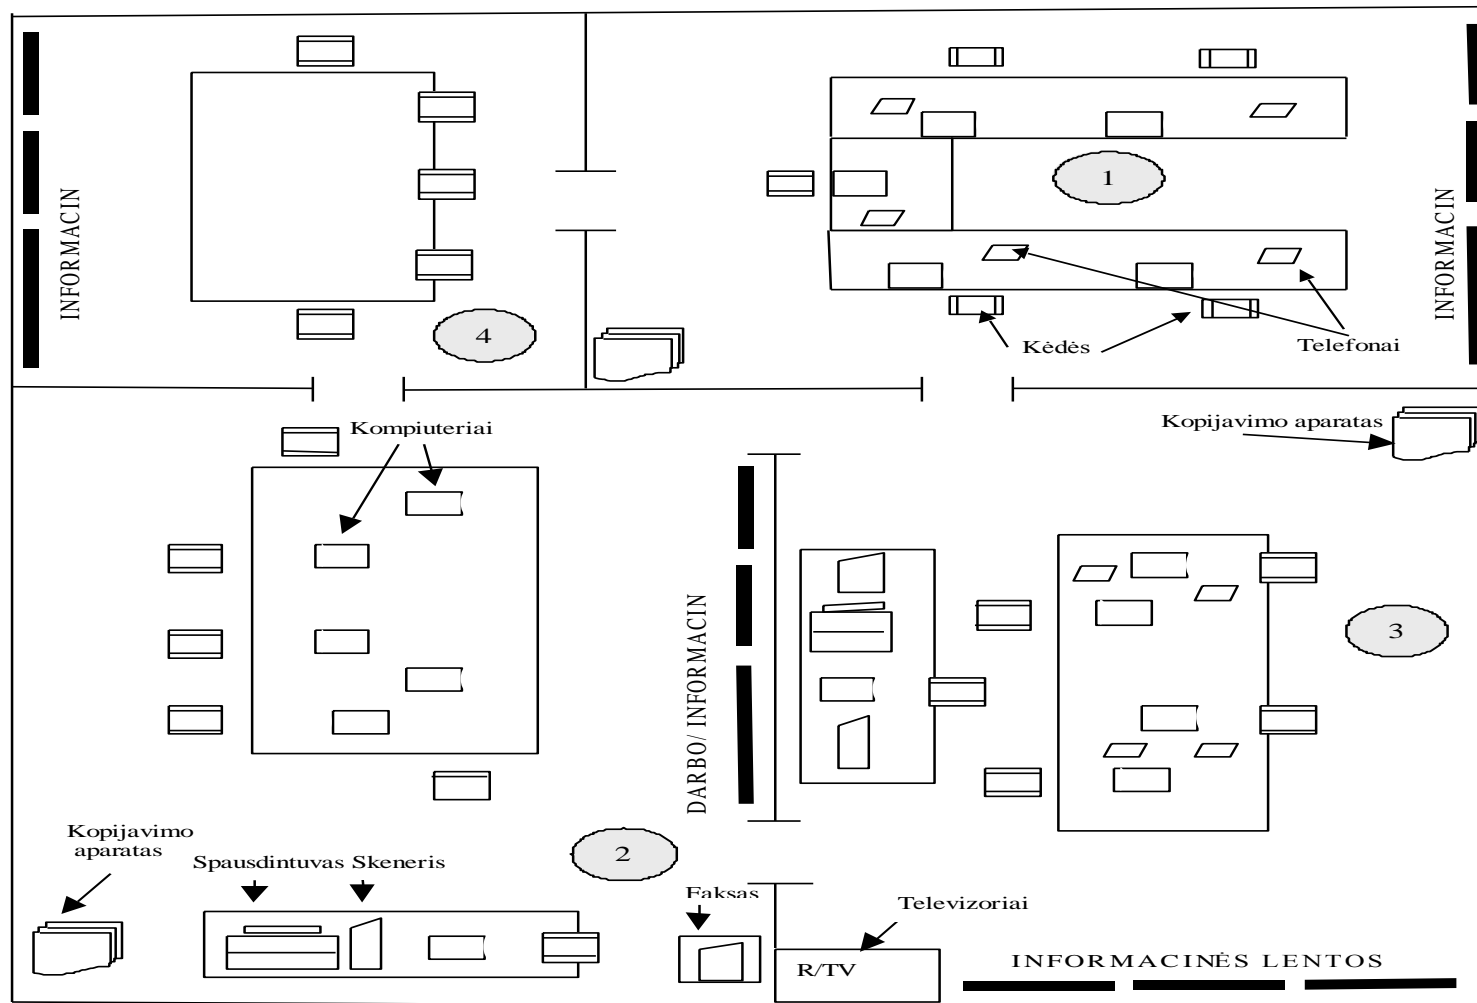 INFORMACIN
4
1
INFORMACIN
Kėdės
Telefonai
Kompiuteriai
Kopijavimo aparatas
DARBO/ INFORMACIN
3
2
Kopijavimo
aparatas
Spausdintuvas Skeneris
Faksas
Televizoriai
R/TV
INFORMACINĖS LENTOS